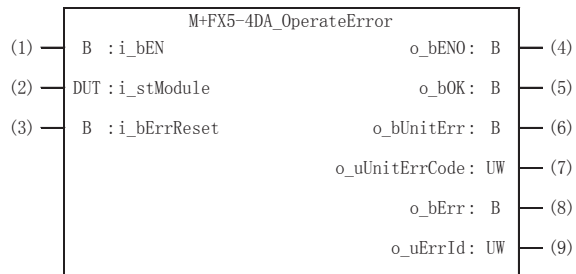 M+FX5-4DA_OperateError
(1) B :i_bEN o_bENO: B (4)
(2) DUT:i_stModule o_bOK: B (5)
(3) B :i_bErrReset o_bUnitErr: B (6)
o_uUnitErrCode: UW (7)
o_bErr: B (8)
o_uErrId: UW (9)